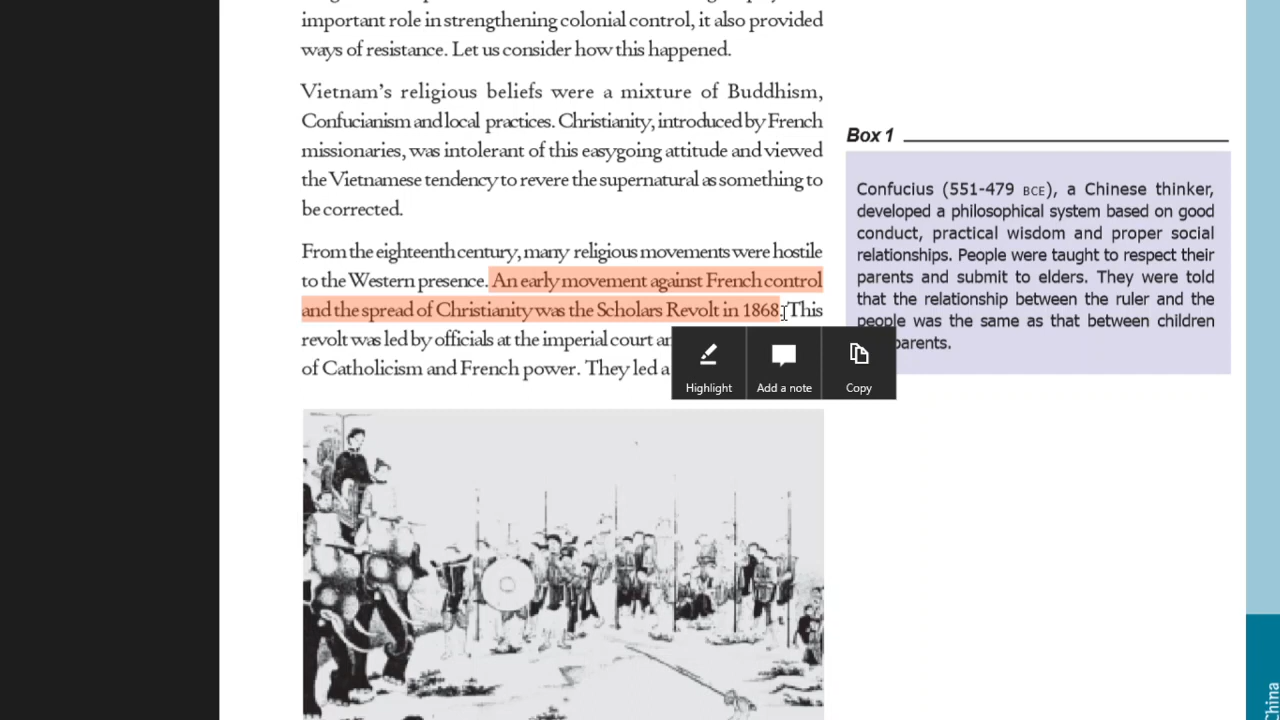 important role in strengthening colonial control, it also provided
ways of resistance. Let us consider how this happened.
Vietnam's religious beliefs were a mixture of Buddhism,
Confucianism and local practices. Christianity, introduced by French
missionaries, was intolerant of this easygoing attitude and viewed
the Vietnamese tendency to revere the supernatural as something to
be corrected.
From the eighteenth century, many religious movements were hostile
to the Western presence. An early movement against French control
and the spread of Christianity was the Scholars Revolt in 1868. This
revolt was led by officials at the imperial court
of Catholicism and French power. They led a
Highlight
Add a note
Copy
Box 1
Confucius (551-479 BCE), a Chinese thinker,
developed a philosophical system based on good
conduct, practical wisdom and proper social
relationships. People were taught to respect their
parents and submit to elders. They were told
that the relationship between the ruler and the
people was the same as that between children
parents.
China